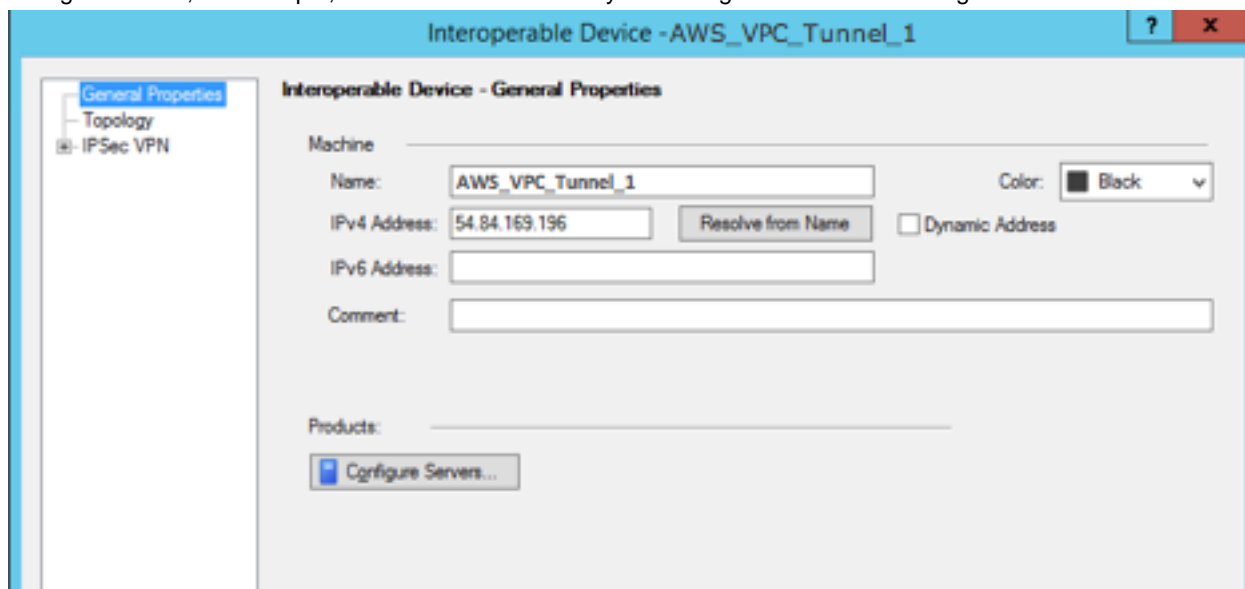 Interoperable Device -AWS_VPC_Tunnel_1
? x
General Properties
Topology
IPSec VPN
Interoperable Device - General Properties
Machine
Name: AWS_VPC_Tunnel_1 Color: Black
IPv4 Address: 54.84.169.196 Resolve from Name Dynamic Address
IPv6 Address:
Comment:
Products:
Configure Servers...